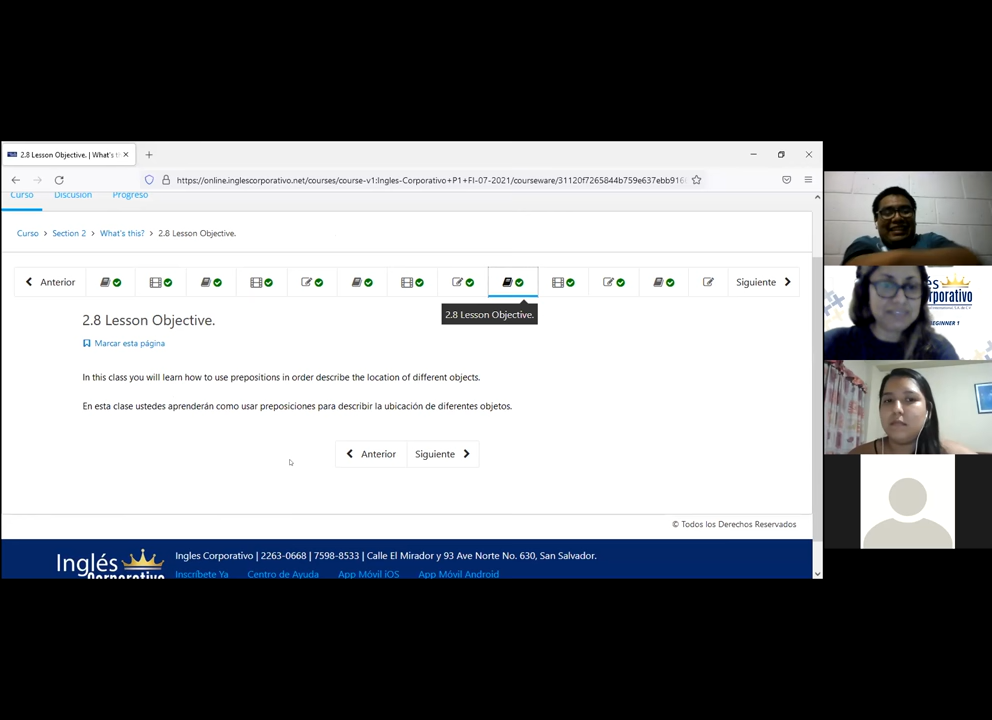 2.8 Lesson Objective. | What's t
https://online.inglescorporativo.net/courses/course-v1:Ingles-Corporativo+P1+FI-07-2021/courseware/31120f7265844b759e637ebb916
Curso Discusión Progreso
Curso > Section 2 > What's this? > 2.8 Lesson Objective.
Anterior
Siguiente
2.8 Lesson Objective.
2.8 Lesson Objective.
Marcar esta página
In this class you will learn how to use prepositions in order describe the location of different objects.
En esta clase ustedes aprenderán como usar preposiciones para describir la ubicación de diferentes objetos.
Anterior Siguiente
© Todos los Derechos Reservados
Inglés Corporativo
Ingles Corporativo | 2263-0668 | 7598-8533 | Calle El Mirador y 93 Ave Norte No. 630, San Salvador.
Inscríbete Ya Centro de Ayuda App Móvil iOS App Móvil Android
és
rporativo
BEGINNER 1